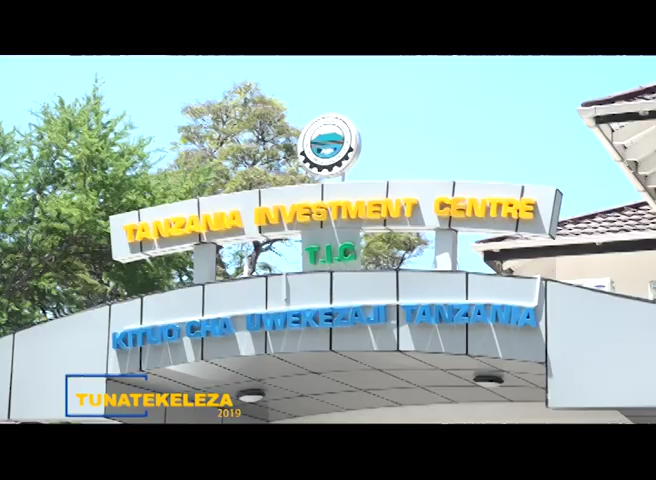 TANZANIA INVESTMENT CENTRE
T.I.C
KITUO CHA UWEKEZAJI TANZANIA
TUNATEKELEZA
2019